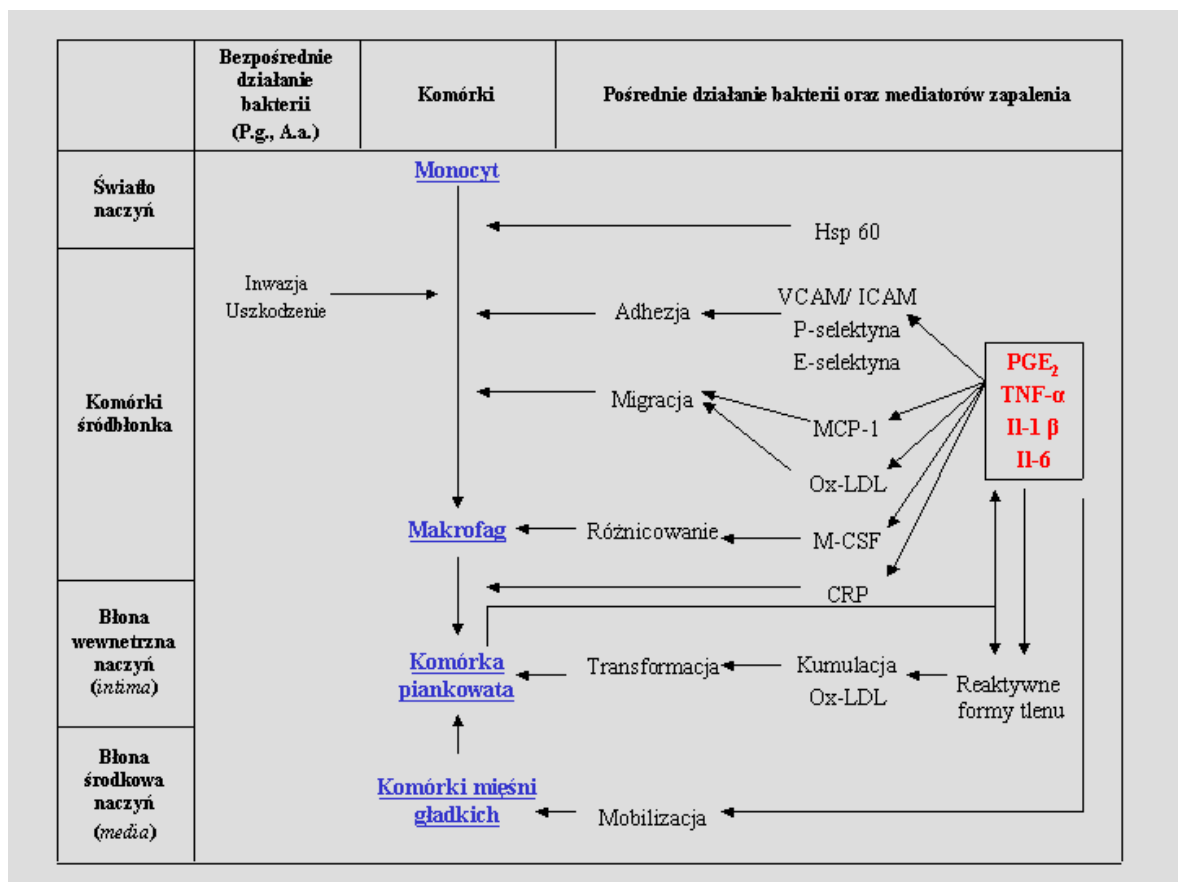 Bezpośrednie
działanie
bakterii
(P.g., A.a.)
Komórki
Pośrednie działanie bakterii oraz mediatorów zapalenia
Światło
naczyń
Monocyt
Hsp 60
Komórki
śródbłonka
Inwazja
Uszkodzenie
Adhezja
VCAM/ ICAM
P-selektyna
E-selektyna
Migracja
MCP-1
Ox-LDL
PGE₂
TNF-α
Il-1 β
Il-6
Makrofag
Różnicowanie
M-CSF
CRP
Błona
wewnetrzna
naczyń
(intima)
Komórka
piankowata
Transformacja
Kumulacja
Ox-LDL
Reaktywne
formy tlenu
Błona
środkowa
naczyń
(media)
Komórki mięśni
gładkich
Mobilizacja